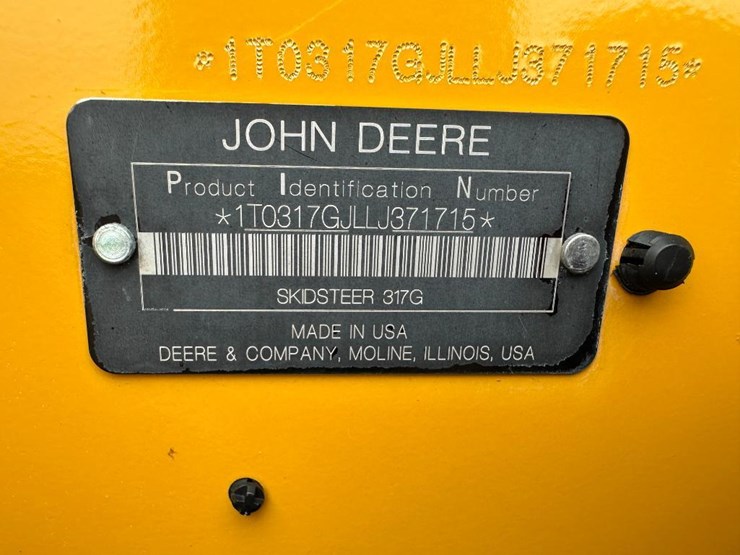 *1T0317GJLLJ371715*
JOHN DEERE
Product Identification Number
*1T0317GJLLJ371715*
SKIDSTEER 317G
MADE IN USA
DEERE & COMPANY, MOLINE, ILLINOIS, USA